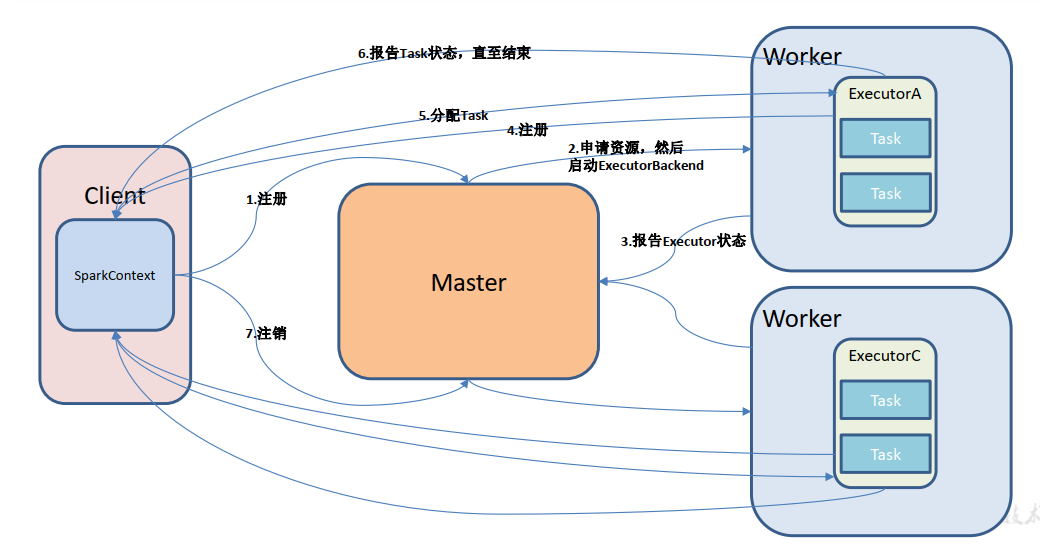 6.报告Task状态，直至结束
Worker
ExecutorA
5.分配Task
4.注册
Task
2.申请资源，然后
启动ExecutorBackend
Client
1.注册
Task
3.报告Executor状态
SparkContext
Master
Worker
7.注销
ExecutorC
Task
Task
技术